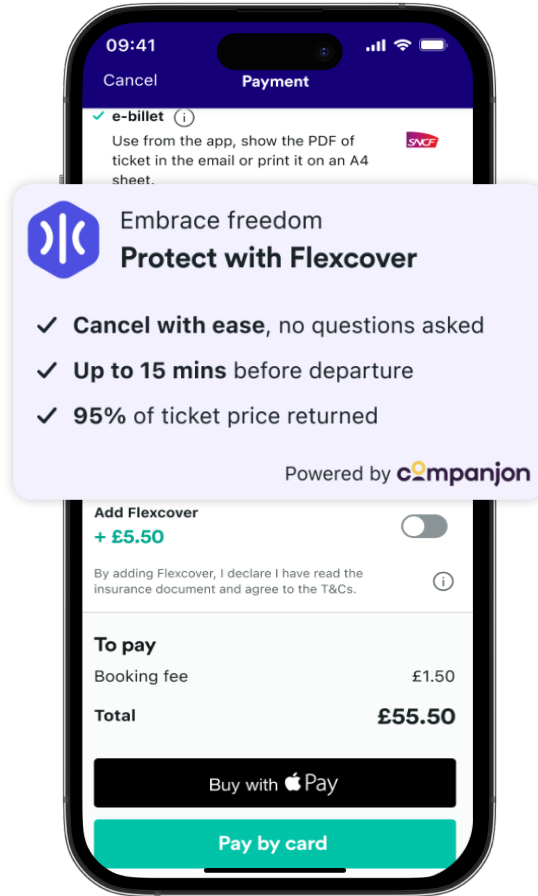 09:41
Cancel
Payment
e-billet
Use from the app, show the PDF of
ticket in the email or print it on an A4
sheet.
SNCF
Embrace freedom
Protect with Flexcover
Cancel with ease, no questions asked
Up to 15 mins before departure
95% of ticket price returned
Powered by companjon
Add Flexcover
+ £5.50
By adding Flexcover, I declare I have read the
insurance document and agree to the T&Cs.
To pay
Booking fee £1.50
Total £55.50
Buy with Pay
Pay by card